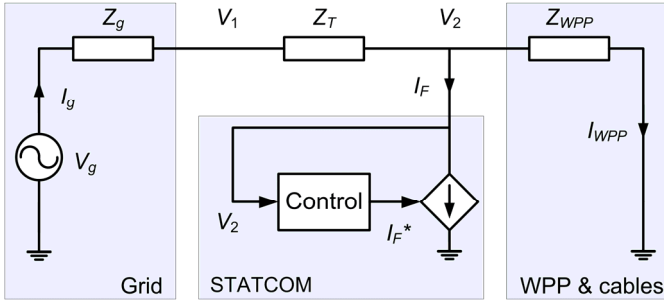 Z_g
V_1
Z_T
V_2
Z_WPP
I_g
I_F
I_WPP
V_g
V_2
Control
I_F*
Grid
STATCOM
WPP & cables